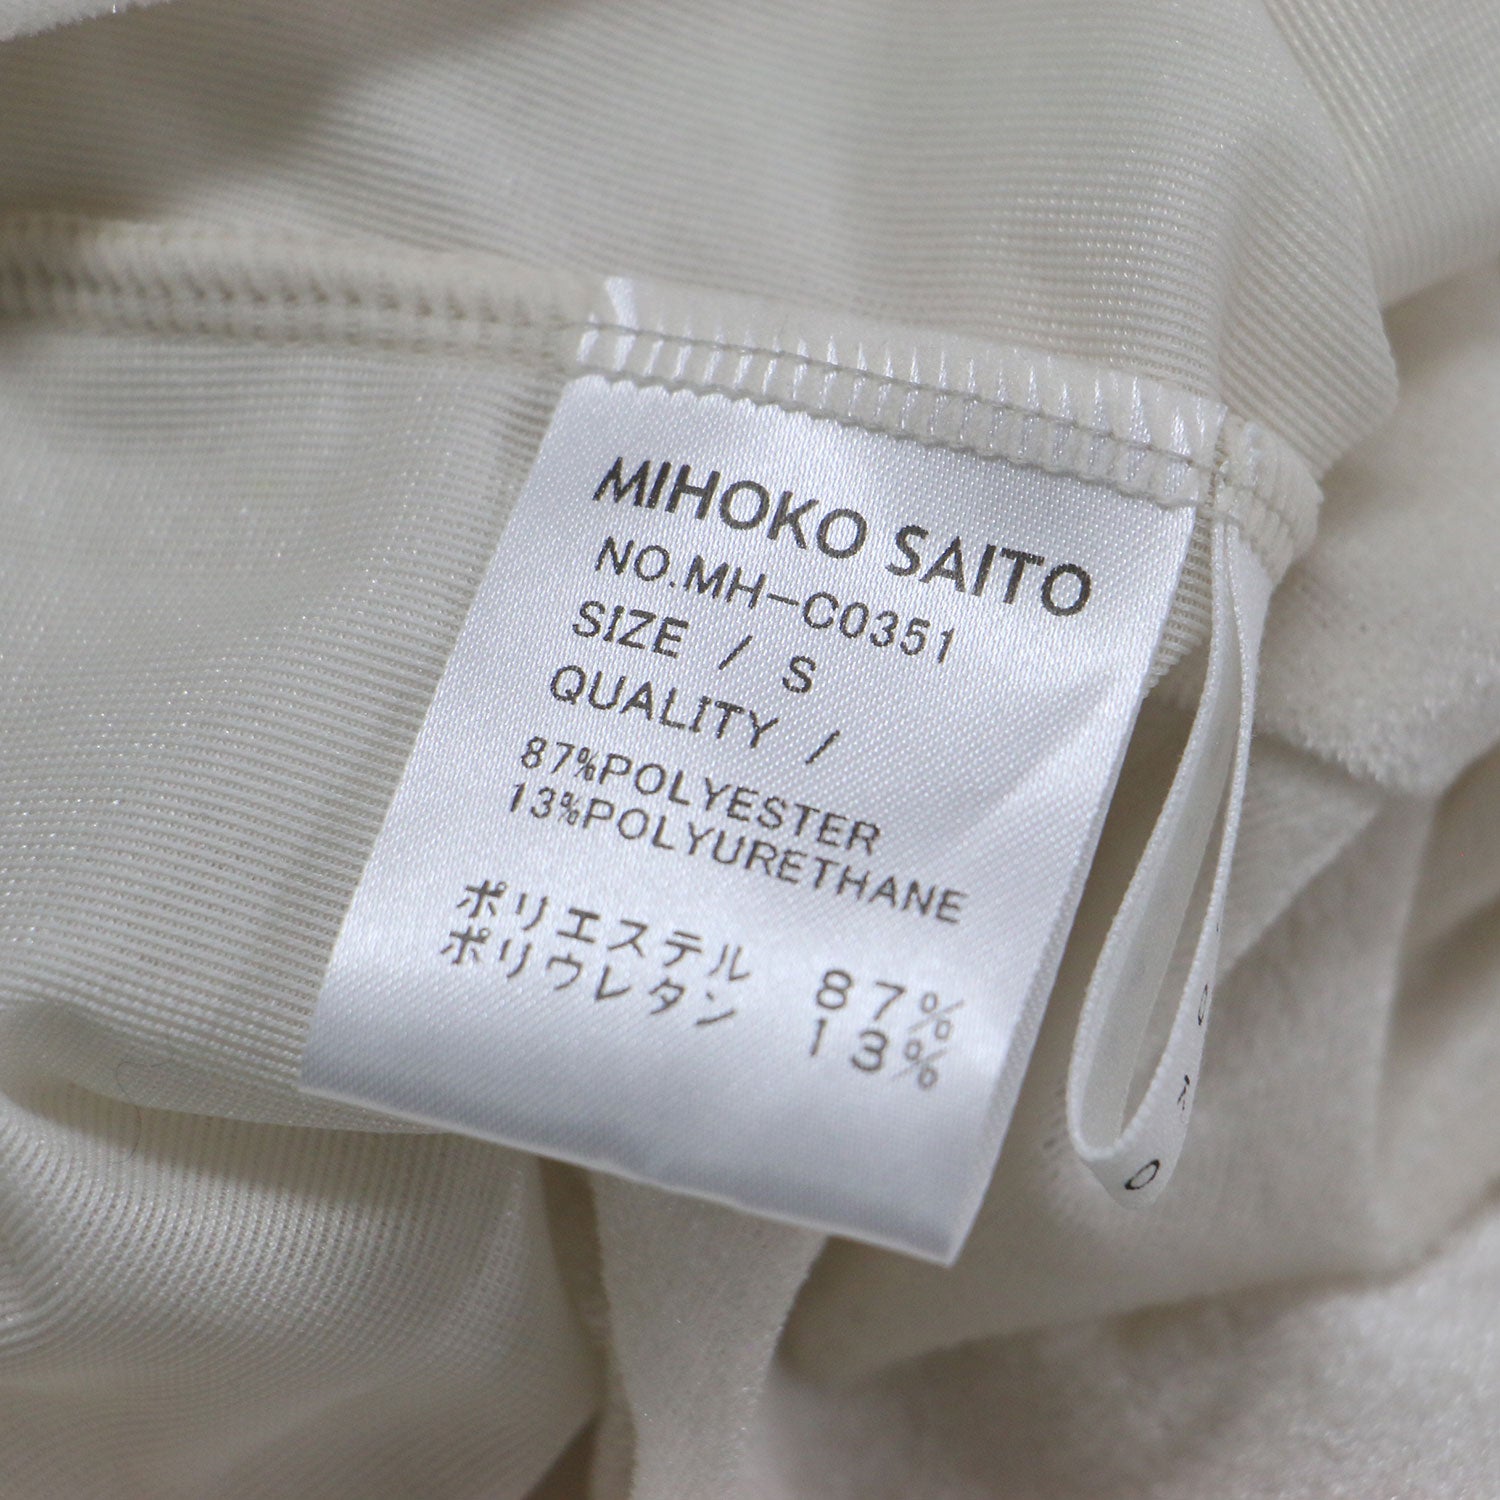 MIHOKO SAITO
NO.MH-C0351
SIZE / S
QUALITY /
87%POLYESTER
13%POLYURETHANE
ポリエステル 87%
ポリウレタン 13%